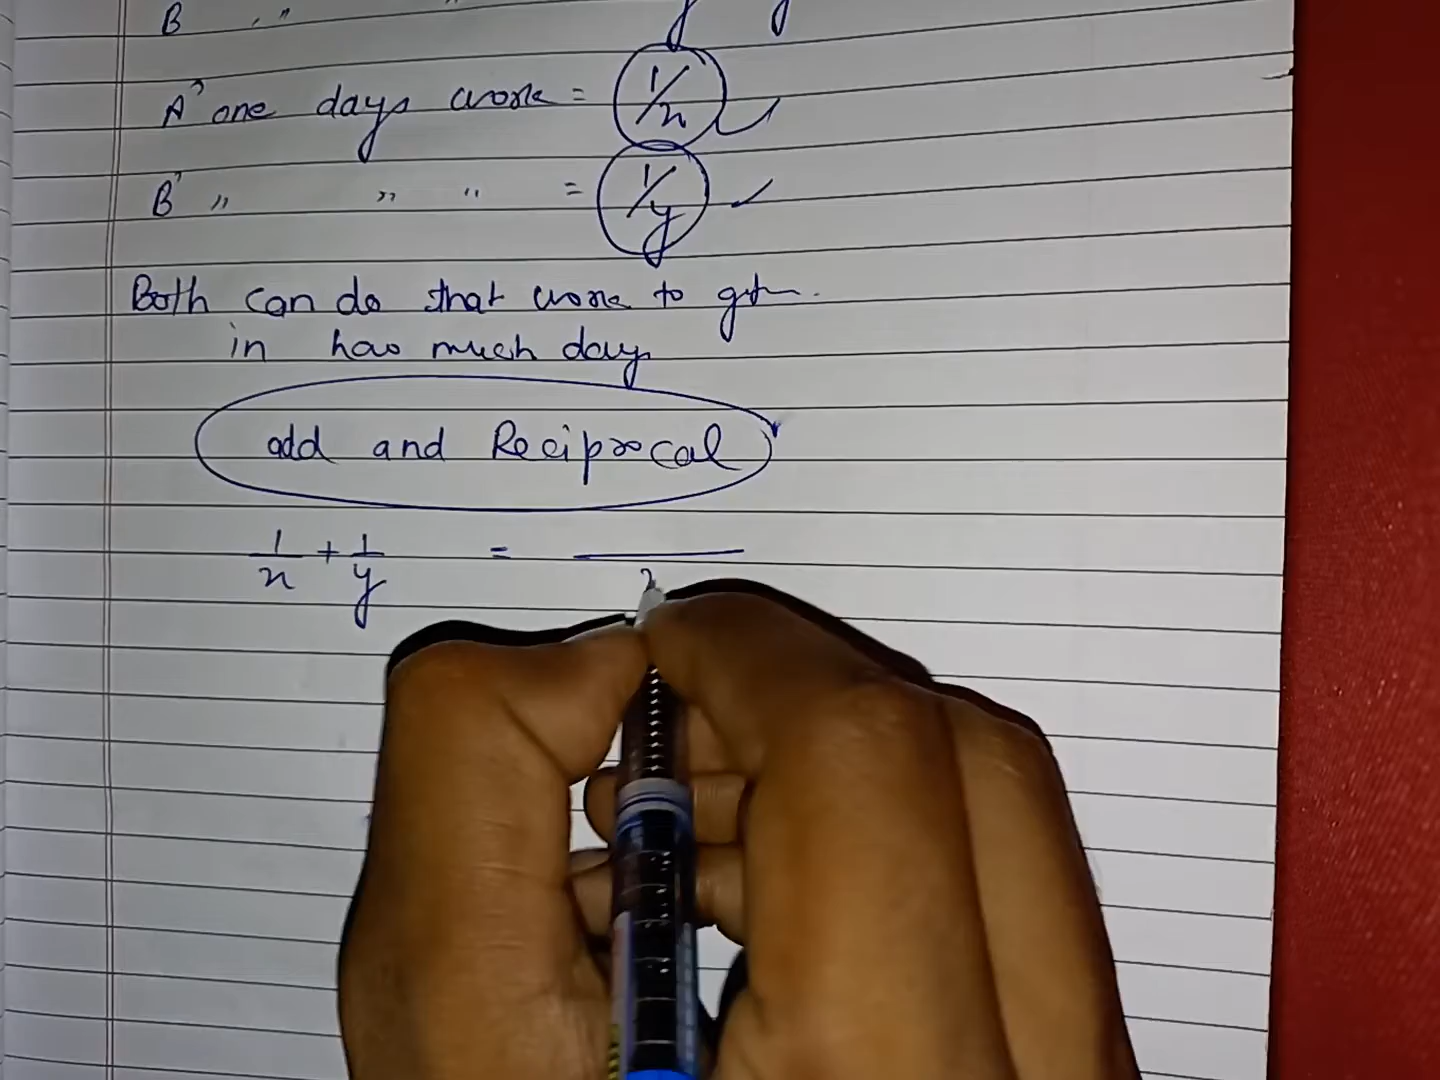 B " "
A' one days work = 1/x
B' " " " = 1/y
Both can do that work to getr.
in how much days
add and Reciprocal
1/x + 1/y =